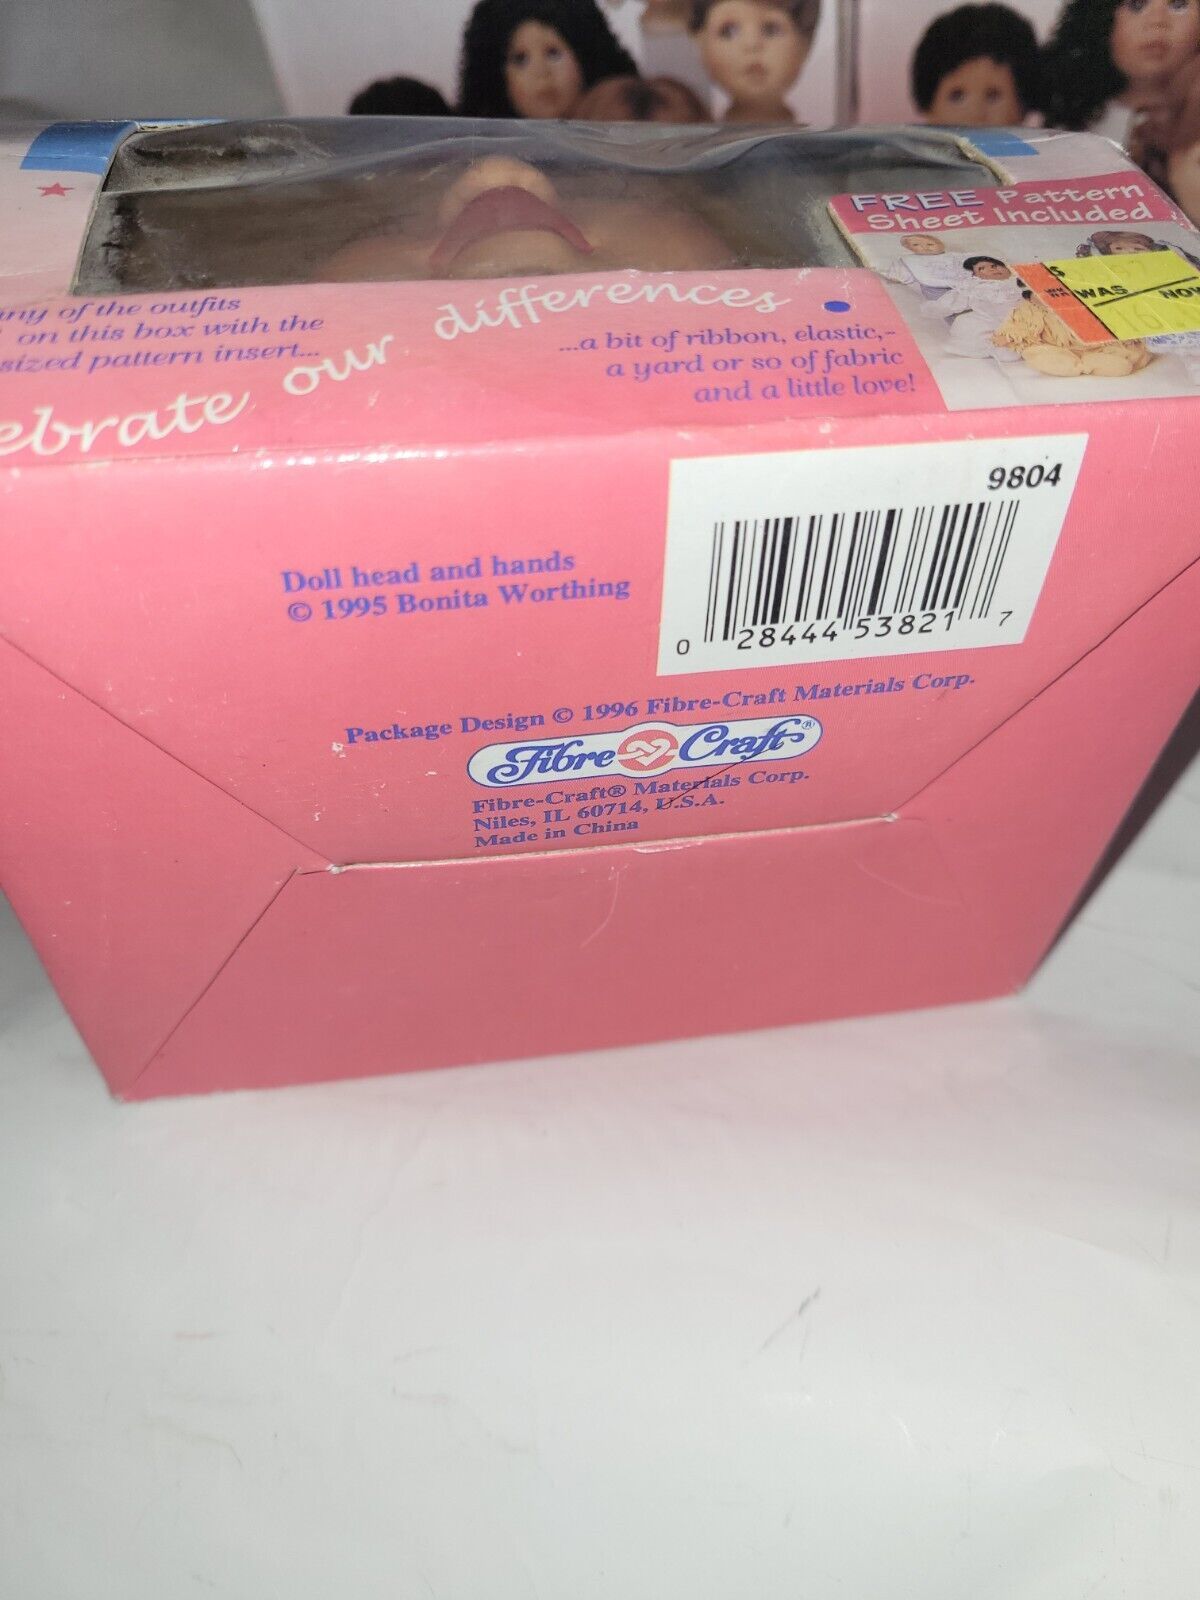 FREE Pattern
Sheet Included
$
WAS
NOW
of the outfits
on this box with the
sized pattern insert...
our differences
...a bit of ribbon, elastic,
a yard or so of fabric
and a little love!
9804
0 28444 53821 7
Doll head and hands
© 1995 Bonita Worthing
Package Design © 1996 Fibre-Craft Materials Corp.
Fibre Craft®
Fibre-Craft® Materials Corp.
Niles, IL 60714, U.S.A.
Made in China